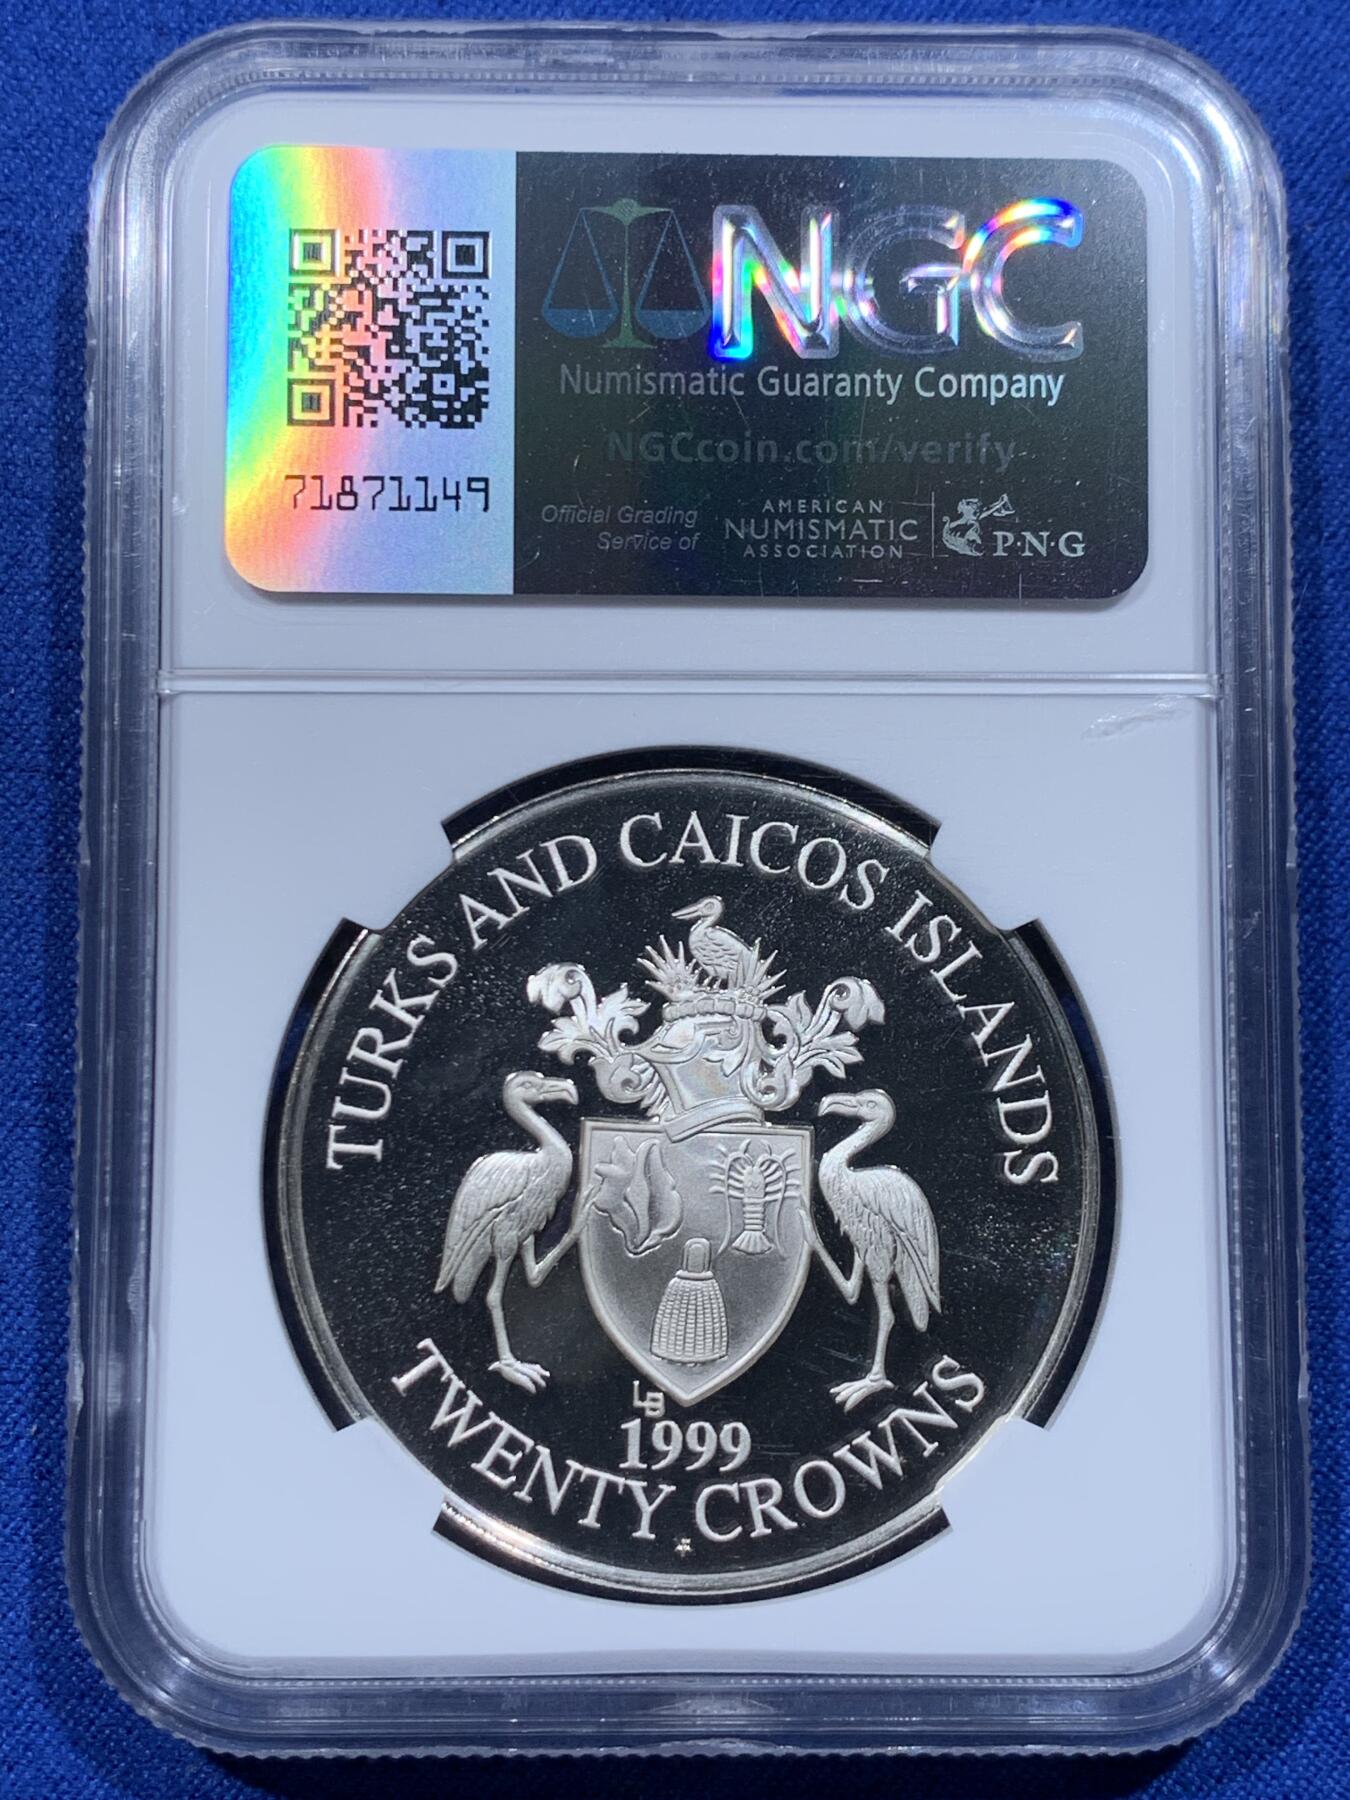 NGC
Numismatic Guaranty Company
NGCcoin.com/verify
71871149
Official Grading
Service of
AMERICAN
NUMISMATIC
ASSOCIATION
P·N·G
TURKS AND CAICOS ISLANDS
LB
1999
TWENTY CROWNS